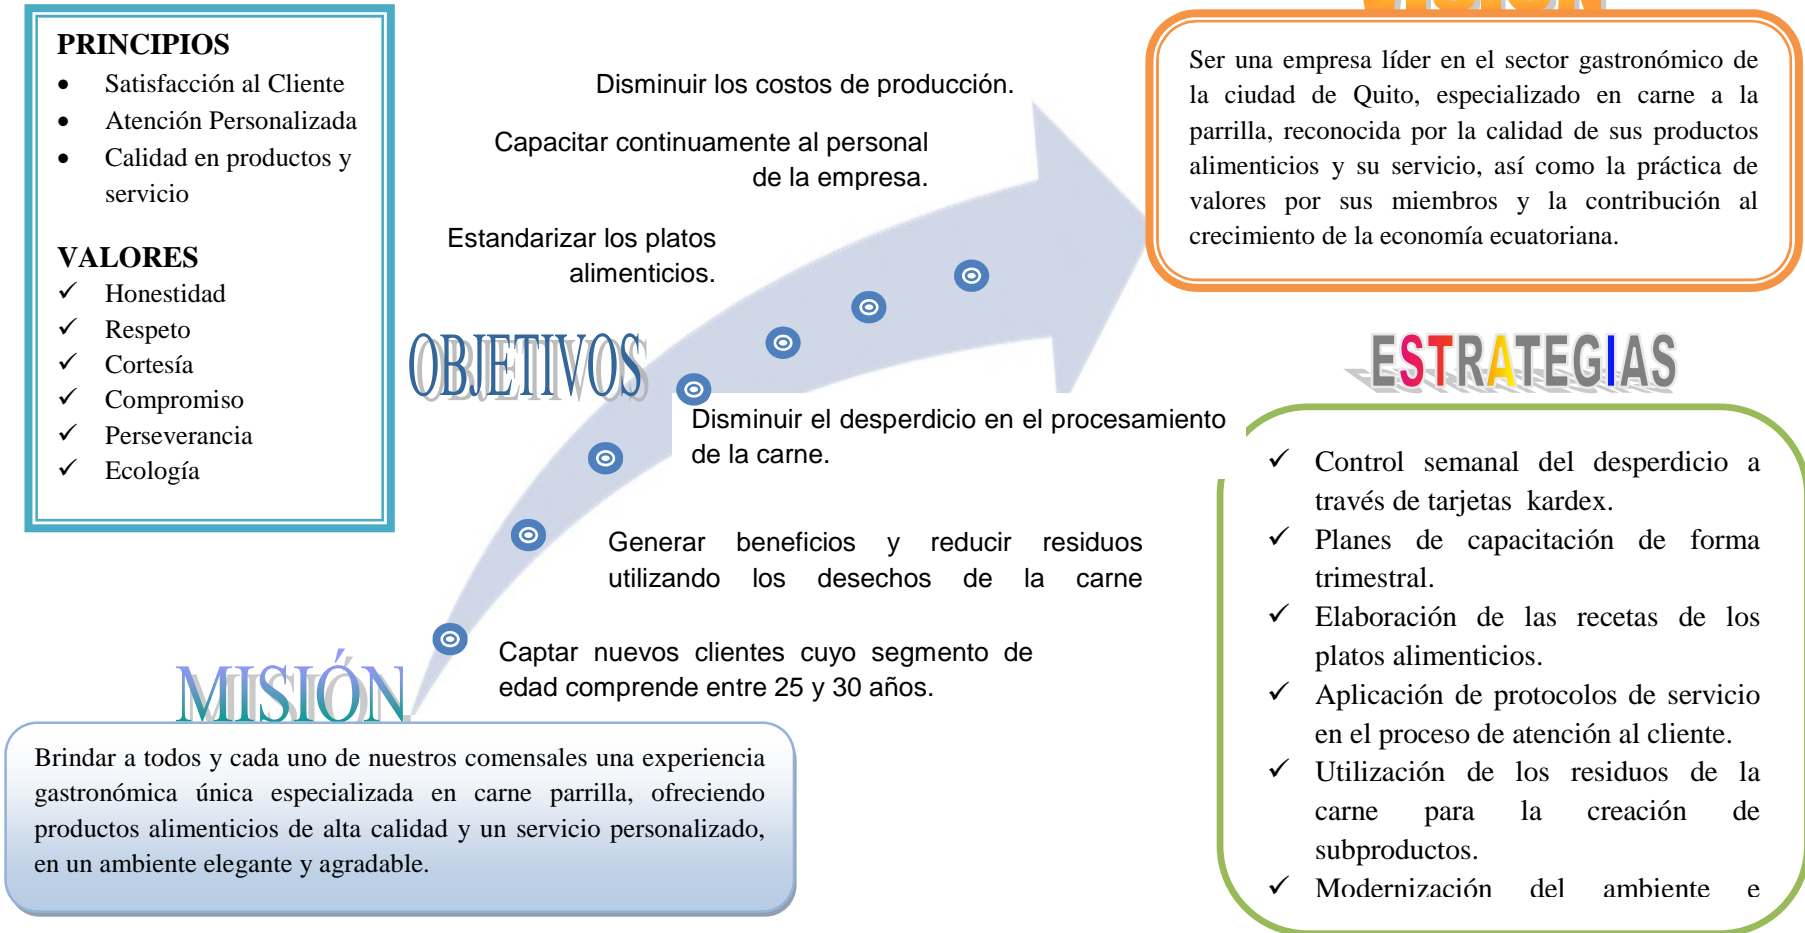 PRINCIPIOS
• Satisfacción al Cliente
• Atención Personalizada
• Calidad en productos y
servicio
VALORES
✓ Honestidad
✓ Respeto
✓ Cortesía
✓ Compromiso
✓ Perseverancia
✓ Ecología
Disminuir los costos de producción.
Capacitar continuamente al personal
de la empresa.
Estandarizar los platos
alimenticios.
OBJETIVOS
Disminuir el desperdicio en el procesamiento
de la carne.
Generar beneficios y reducir residuos
utilizando los desechos de la carne
Captar nuevos clientes cuyo segmento de
edad comprende entre 25 y 30 años.
MISIÓN
Brindar a todos y cada uno de nuestros comensales una experiencia
gastronómica única especializada en carne parrilla, ofreciendo
productos alimenticios de alta calidad y un servicio personalizado,
en un ambiente elegante y agradable.
VISIÓN
Ser una empresa líder en el sector gastronómico de
la ciudad de Quito, especializado en carne a la
parrilla, reconocida por la calidad de sus productos
alimenticios y su servicio, así como la práctica de
valores por sus miembros y la contribución al
crecimiento de la economía ecuatoriana.
ESTRATEGIAS
✓ Control semanal del desperdicio a
través de tarjetas kardex.
✓ Planes de capacitación de forma
trimestral.
✓ Elaboración de las recetas de los
platos alimenticios.
✓ Aplicación de protocolos de servicio
en el proceso de atención al cliente.
✓ Utilización de los residuos de la
carne para la creación de
subproductos.
✓ Modernización del ambiente e